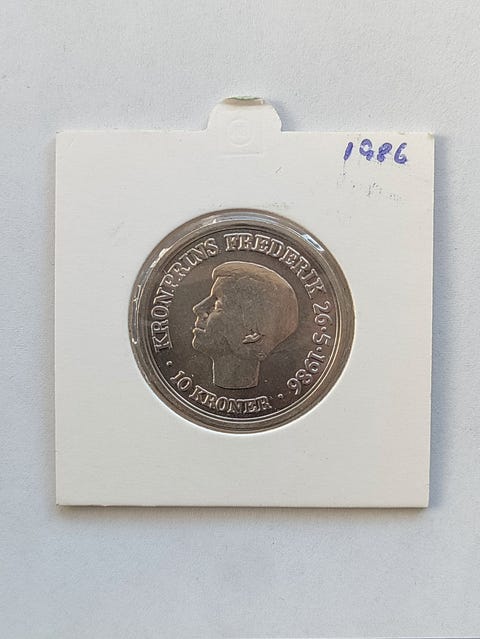 1986
KRONPRINS FREDERIK 26·5·1986
· 10 KRONER ·